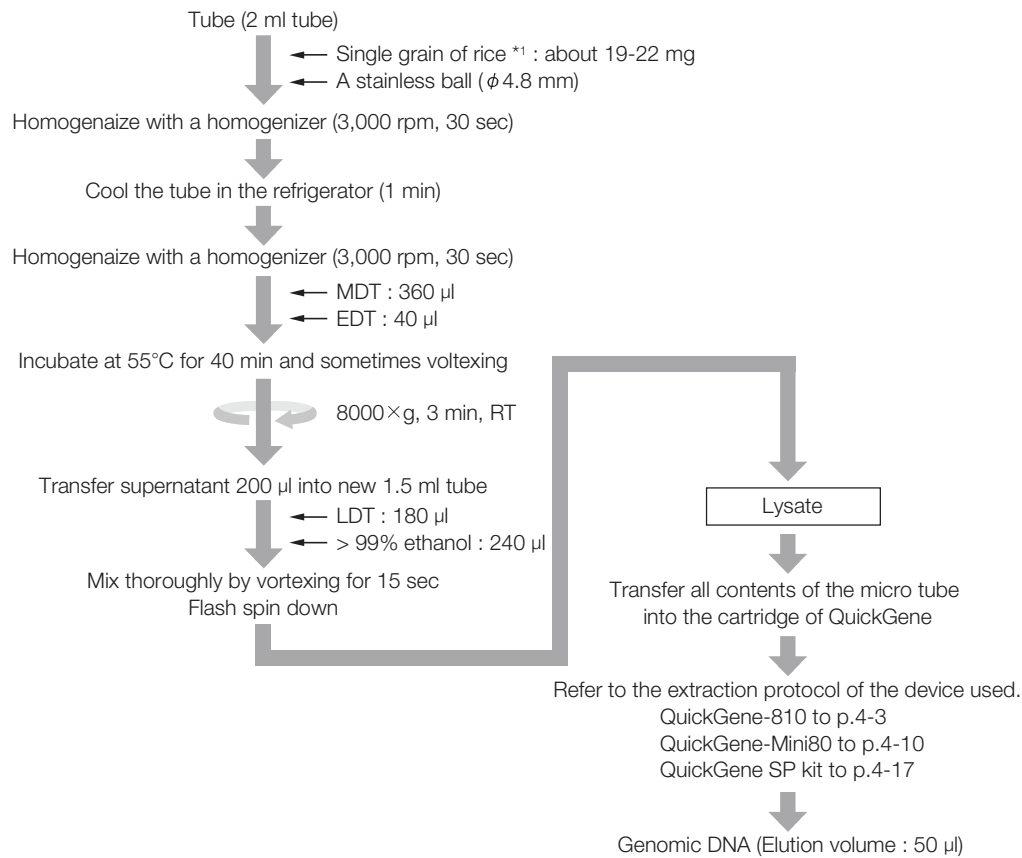 Tube (2 ml tube)
Single grain of rice *1 : about 19-22 mg
A stainless ball (ϕ4.8 mm)
Homogenaize with a homogenizer (3,000 rpm, 30 sec)
Cool the tube in the refrigerator (1 min)
Homogenaize with a homogenizer (3,000 rpm, 30 sec)
MDT : 360 µl
EDT : 40 µl
Incubate at 55°C for 40 min and sometimes voltexing
8000×g, 3 min, RT
Transfer supernatant 200 µl into new 1.5 ml tube
LDT : 180 µl
> 99% ethanol : 240 µl
Mix thoroughly by vortexing for 15 sec
Flash spin down
Lysate
Transfer all contents of the micro tube
into the cartridge of QuickGene
Refer to the extraction protocol of the device used.
QuickGene-810 to p.4-3
QuickGene-Mini80 to p.4-10
QuickGene SP kit to p.4-17
Genomic DNA (Elution volume : 50 µl)